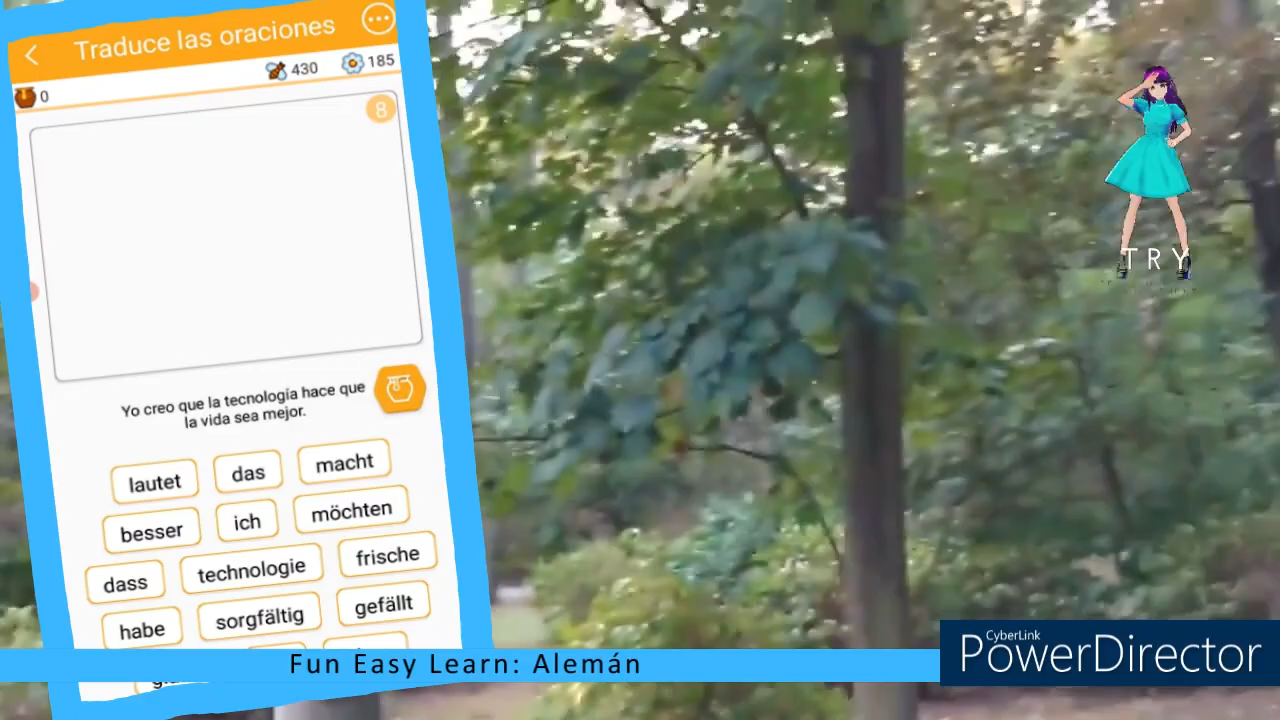 Traduce las oraciones
430
185
0
8
Yo creo que la tecnología hace que
la vida sea mejor.
lautet das macht
besser ich möchten
dass technologie frische
habe sorgfältig gefällt
Fun Easy Learn: Alemán
TRY
CyberLink
PowerDirector